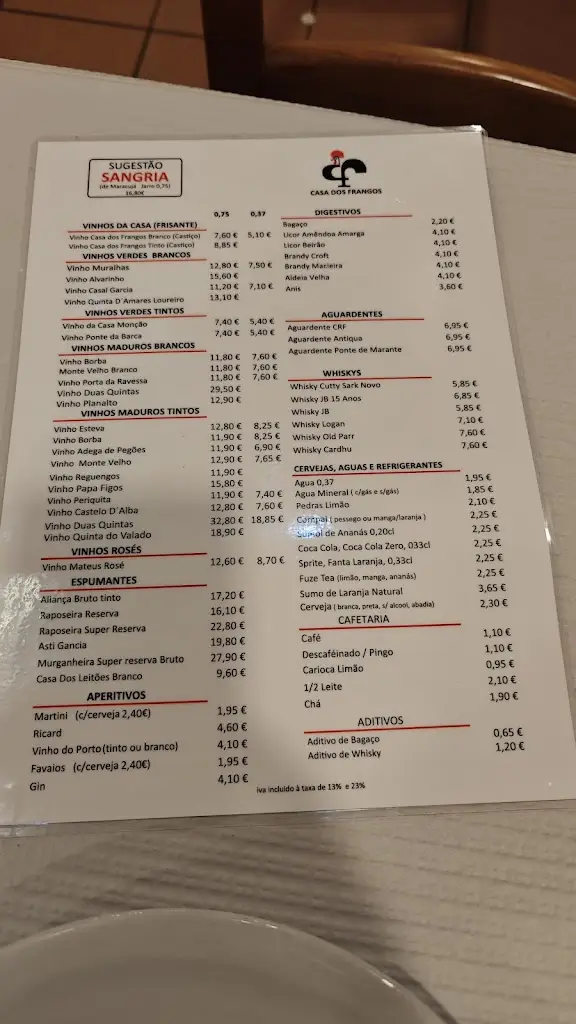 SUGESTÃO
SANGRIA
(de Maracujá Jarro 0,75)
16,80€
CASA DOS FRANGOS
0,75 0,37
VINHOS DA CASA (FRISANTE)
Vinho Casa dos Frangos Branco (Castiço) 7,60 € 5,10 €
Vinho Casa dos Frangos Tinto (Castiço) 8,85 €
VINHOS VERDES BRANCOS
Vinho Muralhas 12,80 € 7,50 €
Vinho Alvarinho 15,60 €
Vinho Casal Garcia 11,20 € 7,10 €
Vinho Quinta D´Amares Loureiro 13,10 €
VINHOS VERDES TINTOS
Vinho da Casa Monção 7,40 € 5,40 €
Vinho Ponte da Barca 7,40 € 5,40 €
VINHOS MADUROS BRANCOS
Vinho Borba 11,80 € 7,60 €
Monte Velho Branco 11,80 € 7,60 €
Vinho Porta da Ravessa 11,80 € 7,60 €
Vinho Duas Quintas 29,50 €
Vinho Planalto 12,90 €
VINHOS MADUROS TINTOS
Vinho Esteva 12,80 € 8,25 €
Vinho Borba 11,90 € 8,25 €
Vinho Adega de Pegões 11,90 € 6,90 €
Vinho Monte Velho 12,90 € 7,65 €
Vinho Reguengos 11,90 €
Vinho Papa Figos 15,80 €
Vinho Periquita 11,90 € 7,40 €
Vinho Castelo D´Alba 12,80 € 7,60 €
Vinho Duas Quintas 32,80 € 18,85 €
Vinho Quinta do Valado 18,90 €
VINHOS ROSÉS
Vinho Mateus Rosé 12,60 € 8,70 €
ESPUMANTES
Aliança Bruto tinto 17,20 €
Raposeira Reserva 16,10 €
Raposeira Super Reserva 22,80 €
Asti Gancia 19,80 €
Murganheira Super reserva Bruto 27,90 €
Casa Dos Leitões Branco 9,60 €
APERITIVOS
Martini (c/cerveja 2,40€) 1,95 €
Ricard 4,60 €
Vinho do Porto(tinto ou branco) 4,10 €
Favaios (c/cerveja 2,40€) 1,95 €
Gin 4,10 €
DIGESTIVOS
Bagaço 2,20 €
Licor Amêndoa Amarga 4,10 €
Licor Beirão 4,10 €
Brandy Croft 4,10 €
Brandy Macieira 4,10 €
Aldeia Velha 4,10 €
Anis 3,60 €
AGUARDENTES
Aguardente CRF 6,95 €
Aguardente Antiqua 6,95 €
Aguardente Ponte de Marante 6,95 €
WHISKYS
Whisky Cutty Sark Novo 5,85 €
Whisky JB 15 Anos 6,85 €
Whisky JB 5,85 €
Whisky Logan 7,10 €
Whisky Old Parr 7,60 €
Whisky Cardhu 7,60 €
CERVEJAS, AGUAS E REFRIGERANTES
Agua 0,37 1,95 €
Agua Mineral ( c/gás e s/gás) 1,85 €
Pedras Limão 2,10 €
Compal ( pessego ou manga/laranja ) 2,25 €
Sumol de Ananás 0,20cl 2,25 €
Coca Cola, Coca Cola Zero, 033cl 2,25 €
Sprite, Fanta Laranja, 0,33cl 2,25 €
Fuze Tea (limão, manga, ananás) 2,25 €
Sumo de Laranja Natural 3,65 €
Cerveja ( branca, preta, s/ alcool, abadia) 2,30 €
CAFETARIA
Café 1,10 €
Descaféinado / Pingo 1,10 €
Carioca Limão 0,95 €
1/2 Leite 2,10 €
Chá 1,90 €
ADITIVOS
Aditivo de Bagaço 0,65 €
Aditivo de Whisky 1,20 €
iva incluido à taxa de 13% e 23%